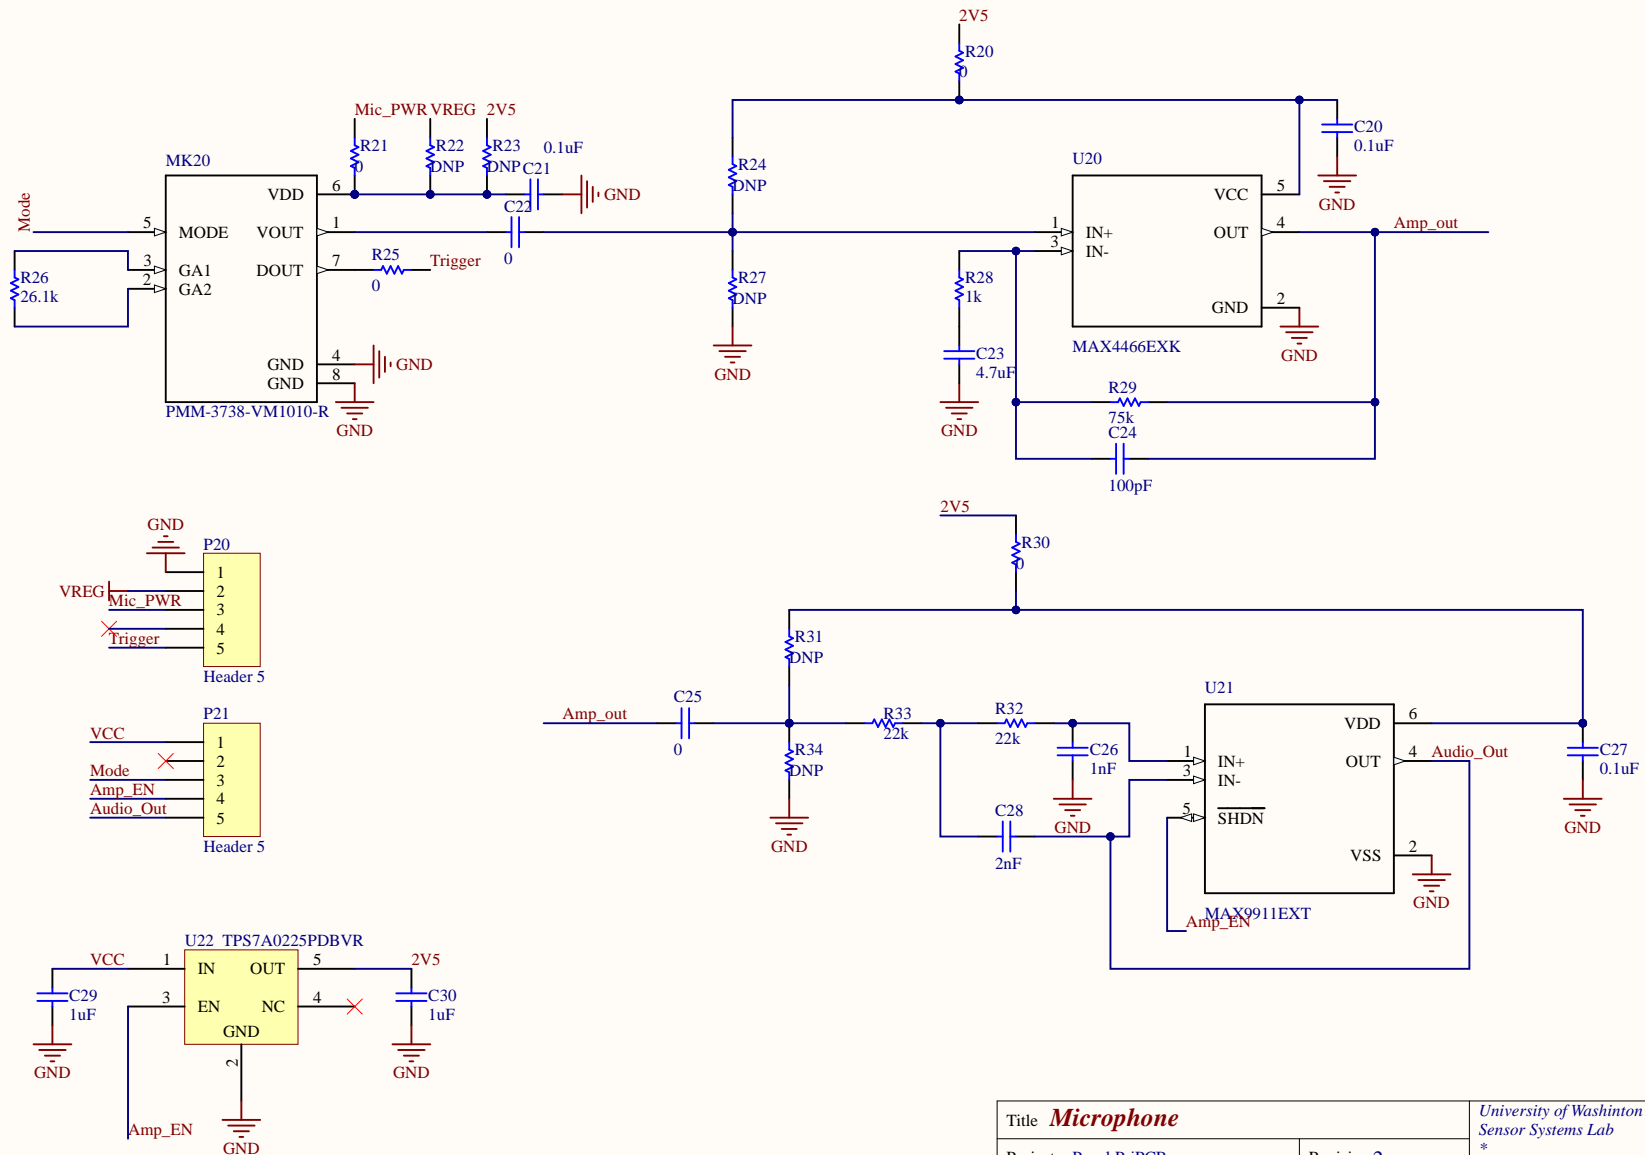 2V5
R20
0
Mic_PWR VREG 2V5
R21
0
R22
DNP
R23
DNP
0.1uF
C21
GND
C22
0
MK20
VDD 6
Mode
5 MODE
VOUT 1
3 GA1
2 GA2
DOUT 7
R25
0
Trigger
R26
26.1k
GND 4
GND
GND 8
GND
PMM-3738-VM1010-R
R24
DNP
R27
DNP
GND
U20
VCC 5
1 IN+
3 IN-
OUT 4
GND 2
GND
MAX4466EXK
C20
0.1uF
GND
Amp_out
R28
1k
C23
4.7uF
GND
R29
75k
C24
100pF
GND
P20
1
VREG
2
Mic_PWR
3
4
Trigger
5
Header 5
P21
VCC
1
2
Mode
3
Amp_EN
4
Audio_Out
5
Header 5
2V5
R30
0
R31
DNP
Amp_out
C25
0
R34
DNP
GND
R33
22k
R32
22k
C26
1nF
GND
C28
2nF
U21
VDD 6
1 IN+
3 IN-
OUT 4
Audio_Out
5 SHDN
VSS 2
GND
MAX9911EXT
Amp_EN
C27
0.1uF
GND
U22 TPS7A0225PDBVR
VCC
1 IN
OUT 5
2V5
3 EN
NC 4
GND
2
C29
1uF
GND
C30
1uF
GND
Amp_EN
GND
Title Microphone
University of Washinton
Sensor Systems Lab
*